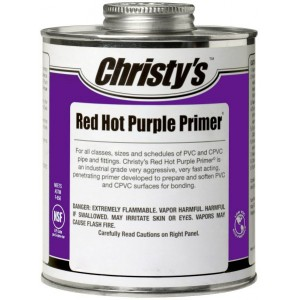 Christy's™
Red Hot Purple Primer
For all classes, sizes and schedules of PVC and CPVC
pipe and fittings. Christy's Red Hot Purple Primer® is
an industrial grade very aggressive, very fast acting,
penetrating primer developed to prepare and soften PVC
and CPVC surfaces for bonding.
NSF
DANGER: EXTREMELY FLAMMABLE. VAPOR HARMFUL. HARMFUL
IF SWALLOWED. MAY IRRITATE SKIN OR EYES. VAPORS MAY
CAUSE FLASH FIRE.
Carefully Read Cautions on Right Panel.